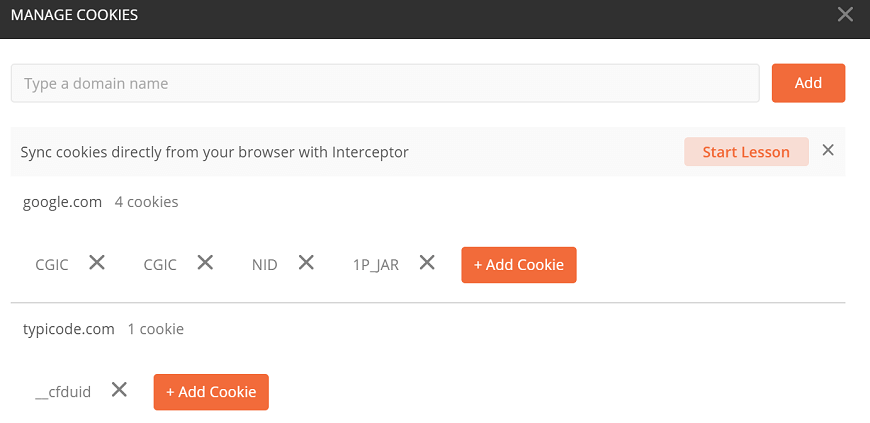 MANAGE COOKIES
Type a domain name
Add
Sync cookies directly from your browser with Interceptor
Start Lesson
google.com 4 cookies
CGIC CGIC NID 1P_JAR + Add Cookie
typicode.com 1 cookie
__cfduid + Add Cookie